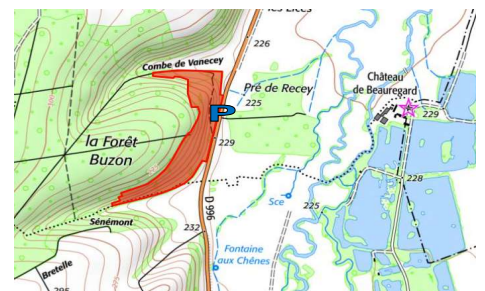 226
Combe de Vanecey
Pré de Recey
225
P
Château
de Beauregard
229
la Forêt
Buzon
229
228
Sce
225
D 996
Sénémont
232
Fontaine
aux Chênes
Bretelle